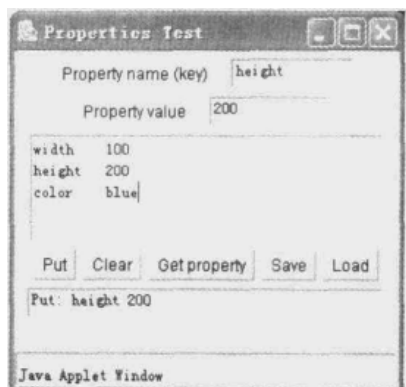 Properties Test
Property name (key) height
Property value 200
width 100
height 200
color blue
Put Clear Get property Save Load
Put: height 200
Java Applet Window